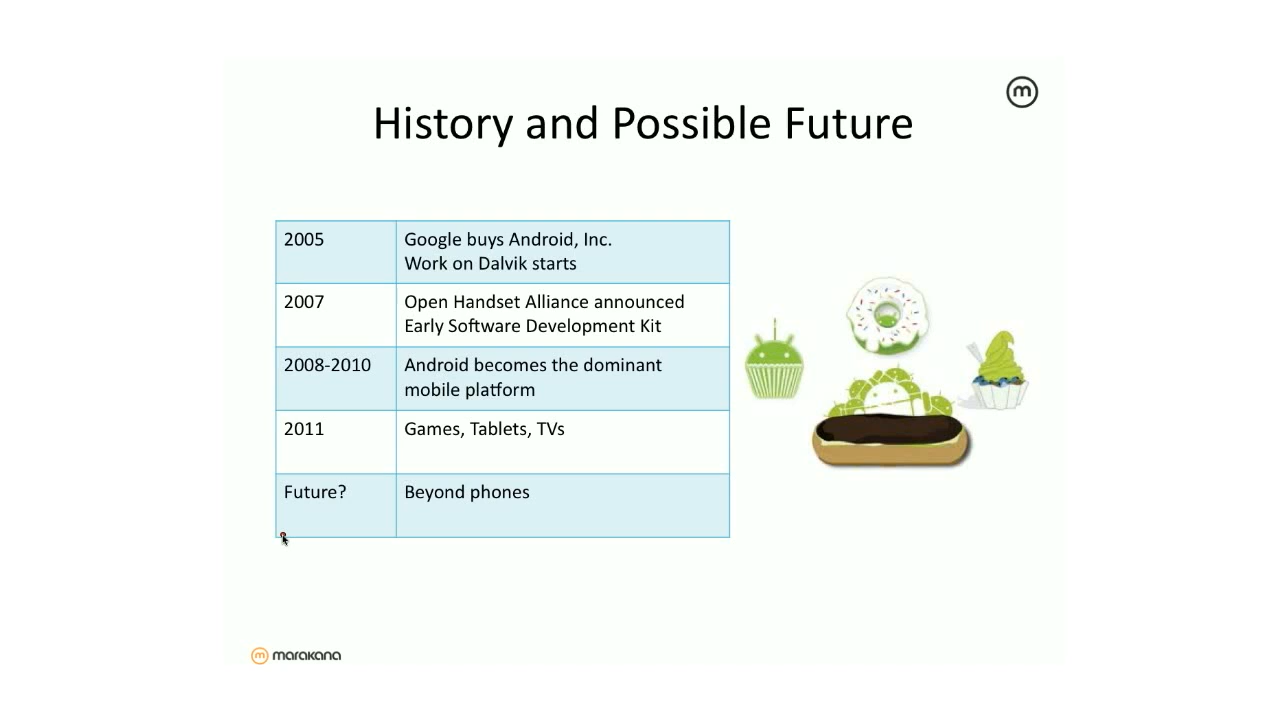 m
History and Possible Future
2005
Google buys Android, Inc.
Work on Dalvik starts
2007
Open Handset Alliance announced
Early Software Development Kit
2008-2010
Android becomes the dominant
mobile platform
2011
Games, Tablets, TVs
Future?
Beyond phones
m marakana